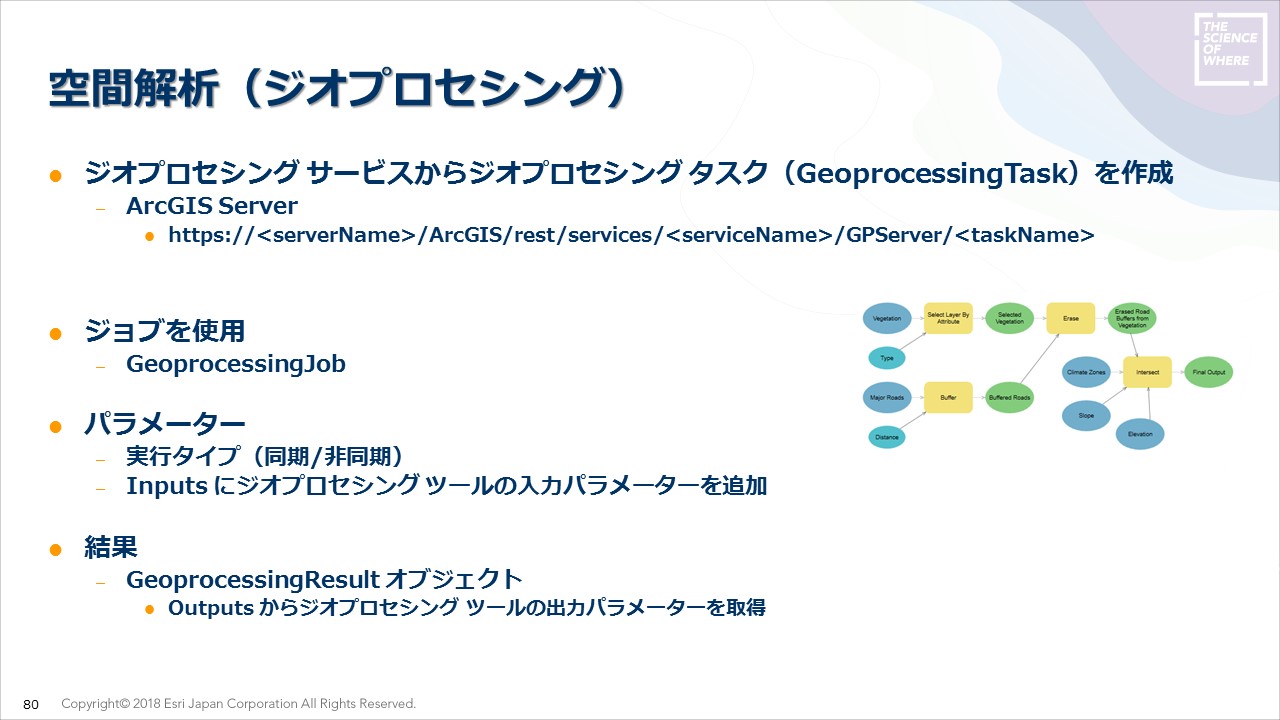 THE
SCIENCE
OF
WHERE
空間解析（ジオプロセシング）
ジオプロセシング サービスからジオプロセシング タスク（GeoprocessingTask）を作成
ArcGIS Server
https://<serverName>/ArcGIS/rest/services/<serviceName>/GPServer/<taskName>
ジョブを使用
GeoprocessingJob
パラメーター
実行タイプ（同期/非同期）
Inputs にジオプロセシング ツールの入力パラメーターを追加
結果
GeoprocessingResult オブジェクト
Outputs からジオプロセシング ツールの出力パラメーターを取得
Vegetation
Select Layer By
Attribute
Selected
Vegetation
Erase
Erased Road
Buffers from
Vegetation
Type
Climate Zones
Intersect
Final Output
Major Roads
Buffer
Buffered Roads
Slope
Distance
Elevation
80
Copyright© 2018 Esri Japan Corporation All Rights Reserved.